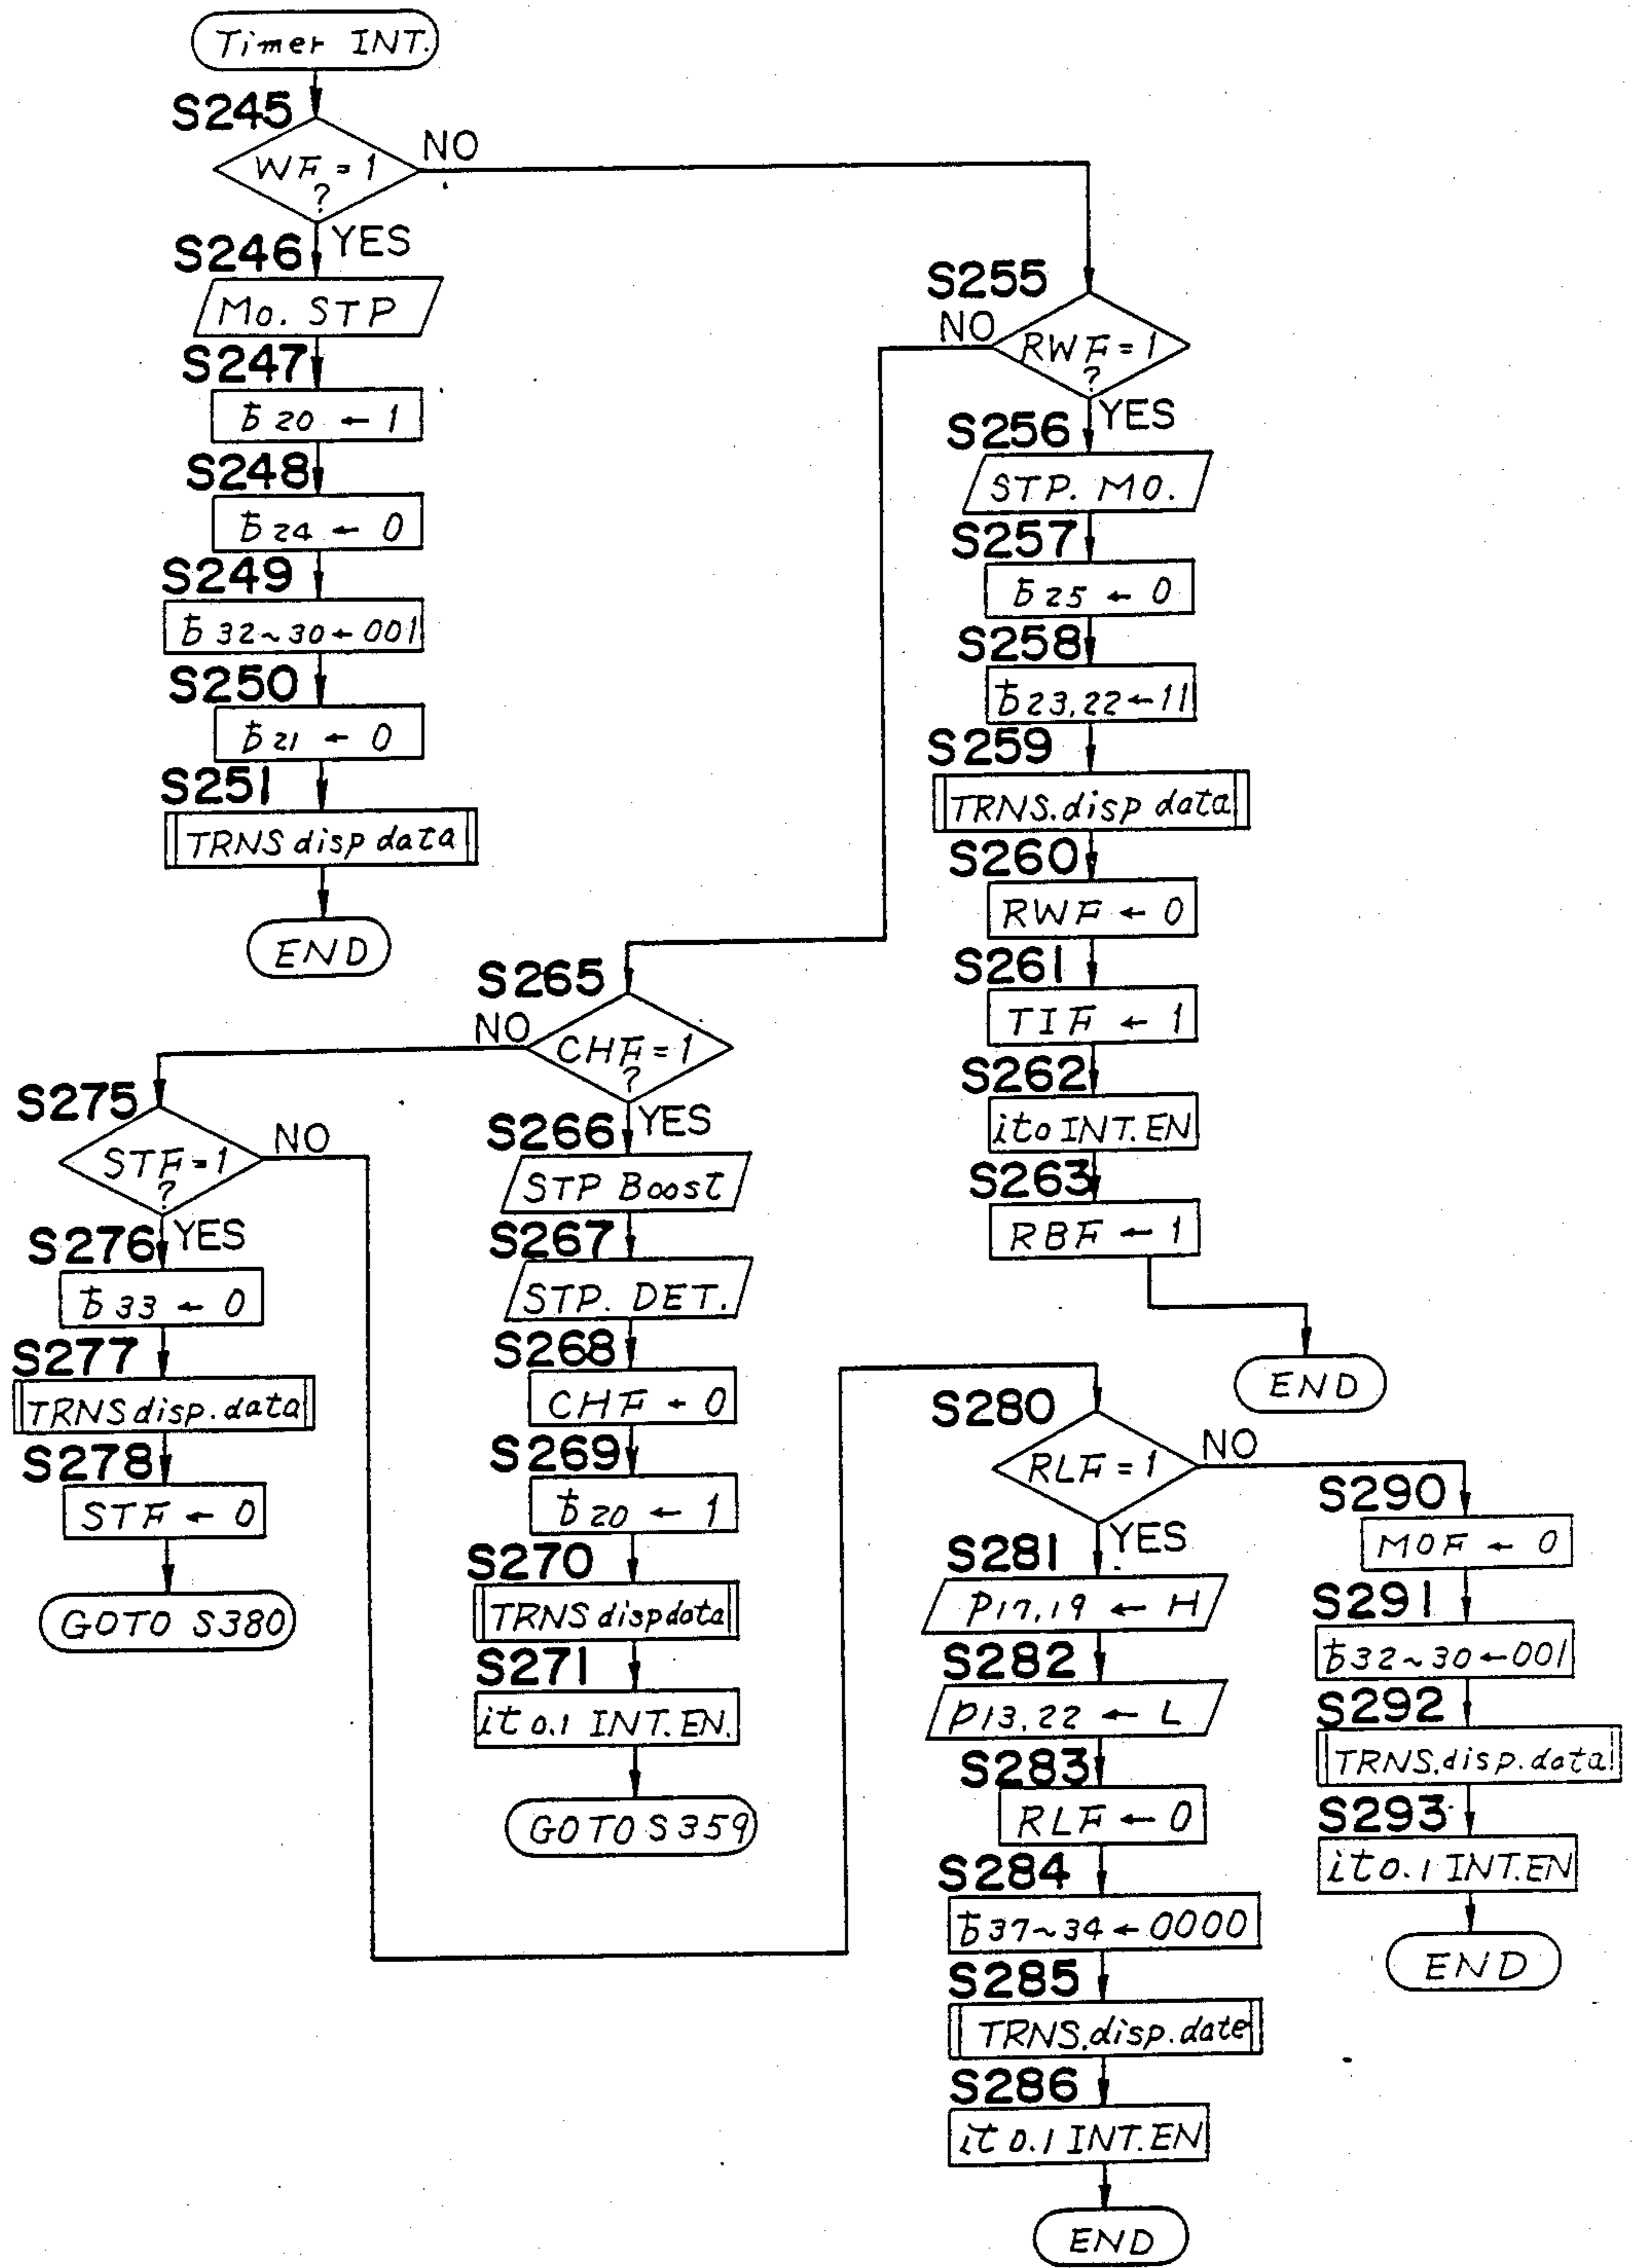 Timer INT.
S245
WF=1
?
NO
YES
S246
Mo. STP
S247
b20 ← 1
S248
b24 ← 0
S249
b32~30←001
S250
b21 ← 0
S251
TRNS disp data
END
S255
RWF=1
?
NO
YES
S256
STP. MO.
S257
b25 ← 0
S258
b23,22←11
S259
TRNS.disp data
S260
RWF ← 0
S261
TIF ← 1
S262
ito INT.EN
S263
RBF ← 1
END
S265
CHF=1
?
NO
YES
S266
STP Boost
S267
STP. DET.
S268
CHF ← 0
S269
b20 ← 1
S270
TRNS disp data
S271
it 0.1 INT.EN.
GOTO S359
S275
STF=1
?
NO
YES
S276
b33 ← 0
S277
TRNS disp.data
S278
STF ← 0
GOTO S380
S280
RLF=1
NO
YES
S281
P17,19 ← H
S282
P13,22 ← L
S283
RLF ← 0
S284
b37~34←0000
S285
TRNS.disp.date
S286
it 0.1 INT.EN
END
S290
MOF ← 0
S291
b32~30←001
S292
TRNS.disp.data
S293
it 0.1 INT.EN
END